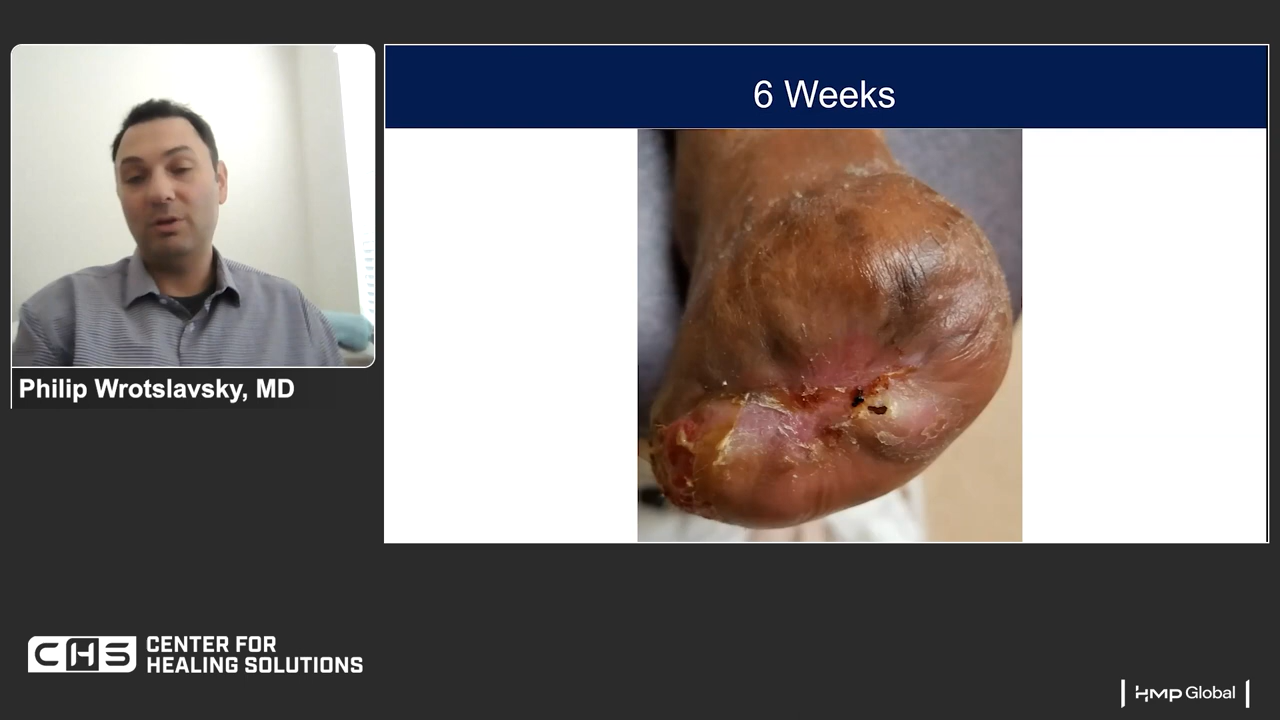 6 Weeks
Philip Wrotslavsky, MD
CHS
CENTER FOR
HEALING SOLUTIONS
HMP Global